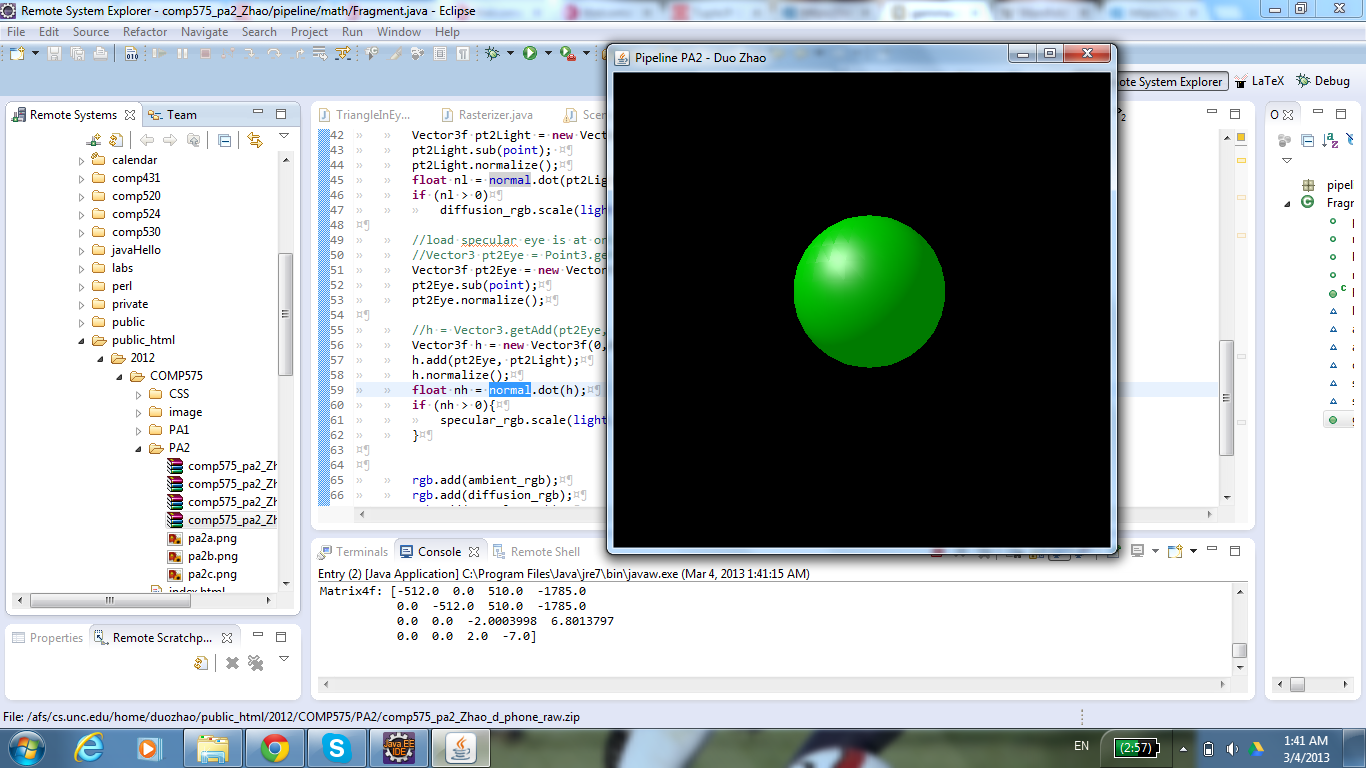 Remote System Explorer - comp575_pa2_Zhao/pipeline/math/Fragment.java - Eclipse
File Edit Source Refactor Navigate Search Project Run Window Help
Pipeline PA2 - Duo Zhao
ote System Explorer LaTeX Debug
Remote Systems Team
TriangleInEy... Rasterizer.java Scen
calendar
comp431
comp520
comp524
comp530
javaHello
labs
perl
private
public
public_html
2012
COMP575
CSS
image
PA1
PA2
comp575_pa2_Zh
comp575_pa2_Zh
comp575_pa2_Zh
comp575_pa2_Zh
pa2a.png
pa2b.png
pa2c.png
index.html
42 Vector3f pt2Light = new Vect
43 pt2Light.sub(point);
44 pt2Light.normalize();
45 float nl = normal.dot(pt2Lig
46 if (nl > 0)
47 diffusion_rgb.scale(ligh
48
49 //load specular eye is at or
50 //Vector3 pt2Eye = Point3.ge
51 Vector3f pt2Eye = new Vector
52 pt2Eye.sub(point);
53 pt2Eye.normalize();
54
55 //h = Vector3.getAdd(pt2Eye,
56 Vector3f h = new Vector3f(0,
57 h.add(pt2Eye, pt2Light);
58 h.normalize();
59 float nh = normal.dot(h);
60 if (nh > 0){
61 specular_rgb.scale(light
62 }
63
64
65 rgb.add(ambient_rgb);
66 rgb.add(diffusion_rgb);
O
pipel
Fragr
Terminals Console Remote Shell
Entry (2) [Java Application] C:\Program Files\Java\jre7\bin\javaw.exe (Mar 4, 2013 1:41:15 AM)
Matrix4f: [-512.0 0.0 510.0 -1785.0
0.0 -512.0 510.0 -1785.0
0.0 0.0 -2.0003998 6.8013797
0.0 0.0 2.0 -7.0]
Properties Remote Scratchp...
File: /afs/cs.unc.edu/home/duozhao/public_html/2012/COMP575/PA2/comp575_pa2_Zhao_d_phone_raw.zip
Java EE
IDE
EN (2:57) 1:41 AM
3/4/2013